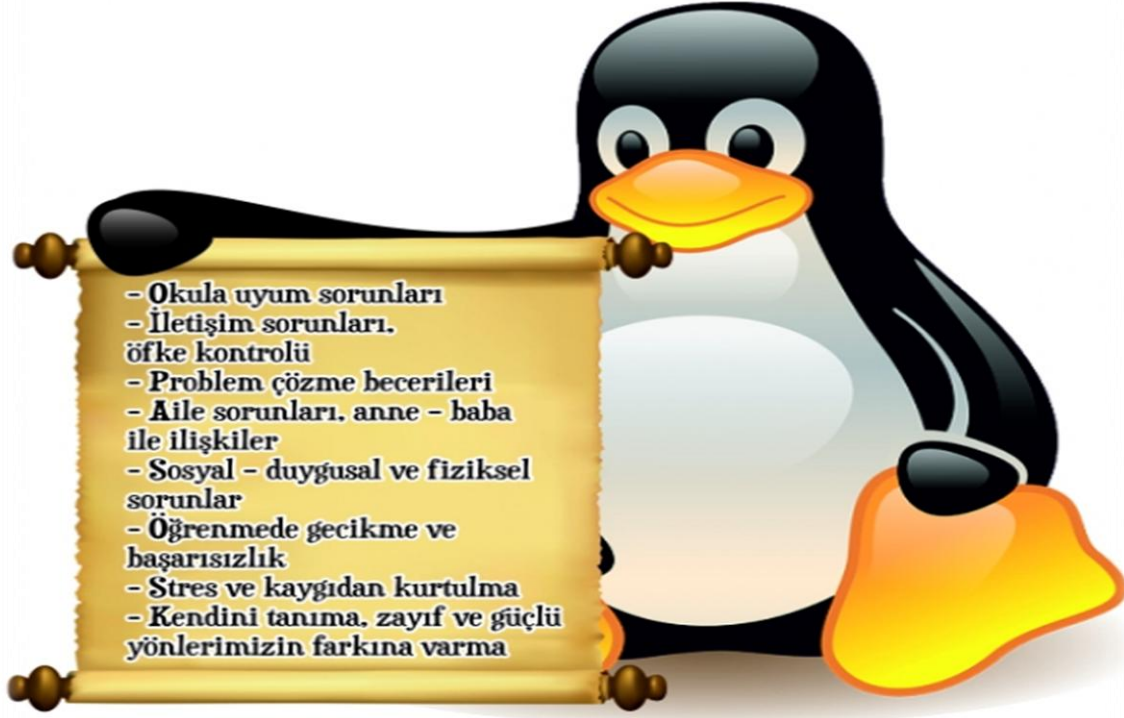 - Okula uyum sorunları
- İletişim sorunları,
öfke kontrolü
- Problem çözme becerileri
- Aile sorunları, anne - baba
ile ilişkiler
- Sosyal - duygusal ve fiziksel
sorunlar
- Öğrenmede gecikme ve
başarısızlık
- Stres ve kaygıdan kurtulma
- Kendini tanıma, zayıf ve güçlü
yönlerimizin farkına varma